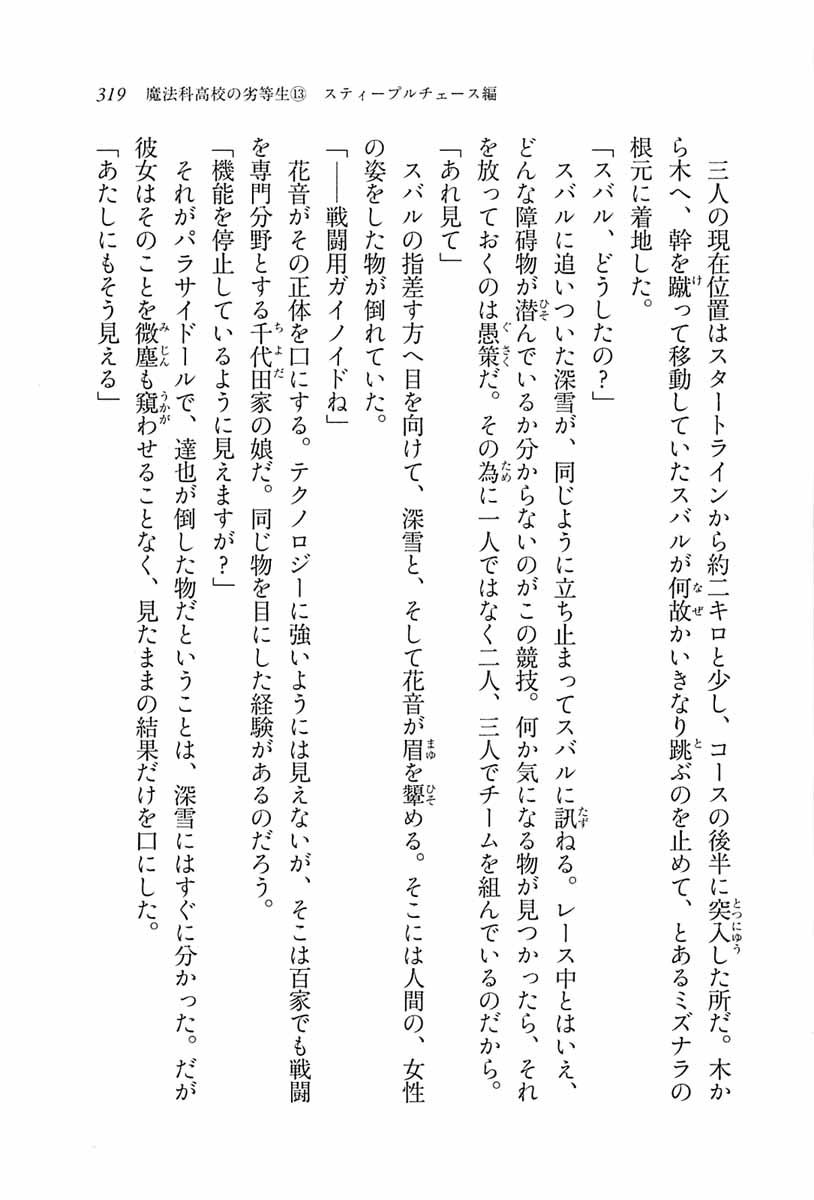 319 魔法科高校の劣等生⑬ スティープルチェース編
三人の現在位置はスタートラインから約二キロと少し、コースの後半に突入した所だ。木か
ら木へ、幹を蹴って移動していたスバルが何故かいきなり跳ぶのを止めて、とあるミズナラの
根元に着地した。
「スバル、どうしたの?」
スバルに追いついた深雪が、同じように立ち止まってスバルに訊ねる。レース中とはいえ、
どんな障碍物が潜んでいるか分からないのがこの競技。何か気になる物が見つかったら、それ
を放っておくのは愚策だ。その為に一人ではなく二人、三人でチームを組んでいるのだから。
「あれ見て」
スバルの指差す方へ目を向けて、深雪と、そして花音が眉を顰める。そこには人間の、女性
の姿をした物が倒れていた。
「――戦闘用ガイノイドね」
花音がその正体を口にする。テクノロジーに強いようには見えないが、そこは百家でも戦闘
を専門分野とする千代田家の娘だ。同じ物を目にした経験があるのだろう。
「機能を停止しているように見えますが?」
それがパラサイドールで、達也が倒した物だということは、深雪にはすぐに分かった。だが
彼女はそのことを微塵も窺わせることなく、見たままの結果だけを口にした。
「あたしにもそう見える」